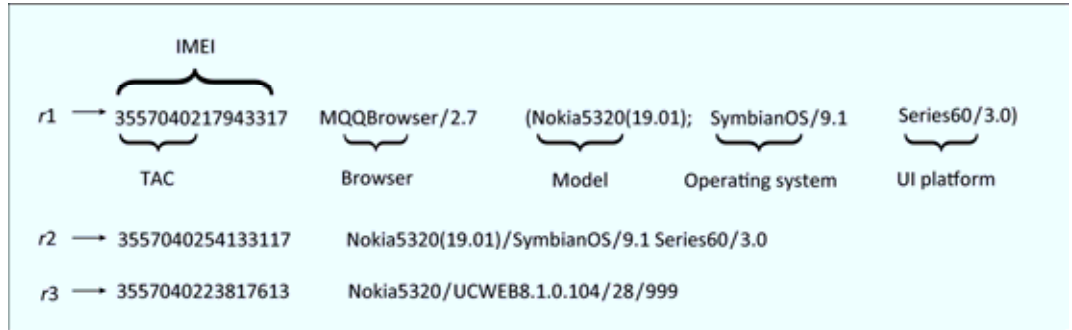 IMEI
r1 355704021794331​7 MQQBrowser/2.7 (Nokia5320(19.01); SymbianOS/9.1 Series60/3.0)
TAC Browser Model Operating system UI platform
r2 3557040254133117 Nokia5320(19.01)/SymbianOS/9.1 Series60/3.0
r3 3557040223817613 Nokia5320/UCWEB8.1.0.104/28/999